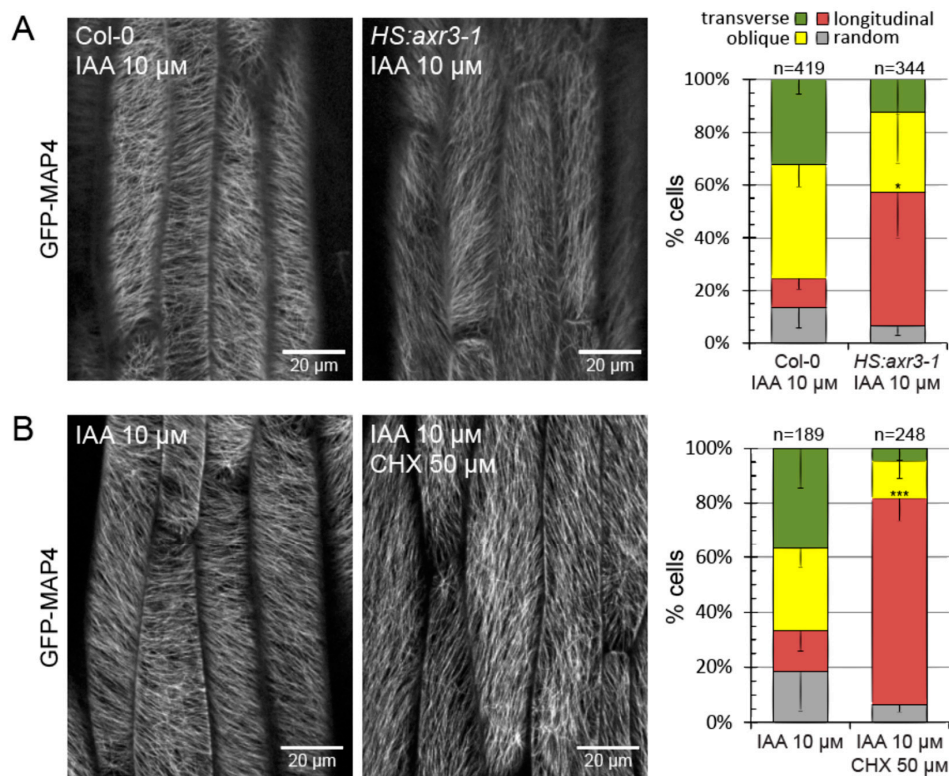 A
GFP-MAP4
Col-0
IAA 10 µM
20 µm
HS:axr3-1
IAA 10 µM
20 µm
transverse longitudinal
oblique random
n=419 n=344
% cells
100%
80%
60%
*
40%
20%
0%
Col-0 HS:axr3-1
IAA 10 µM IAA 10 µM
B
GFP-MAP4
IAA 10 µM
20 µm
IAA 10 µM
CHX 50 µM
20 µm
n=189 n=248
% cells
100%
80%
***
60%
40%
20%
0%
IAA 10 µM IAA 10 µM
CHX 50 µM